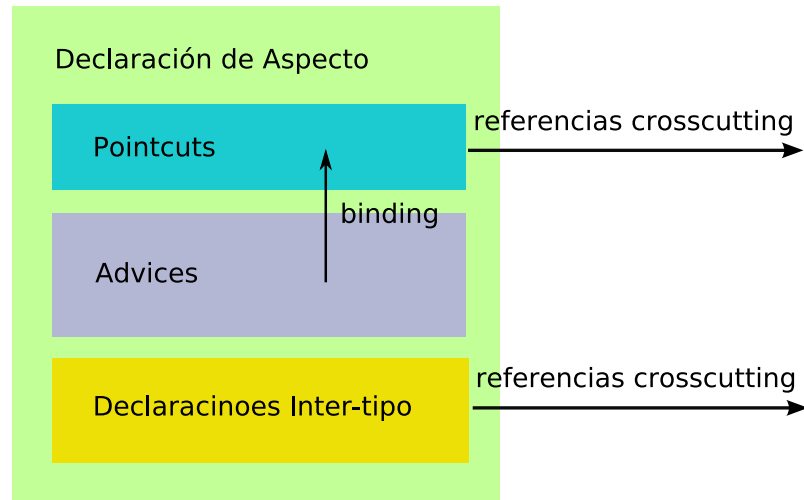 Declaración de Aspecto
referencias crosscutting
Pointcuts
binding
Advices
referencias crosscutting
Declaracinoes Inter-tipo